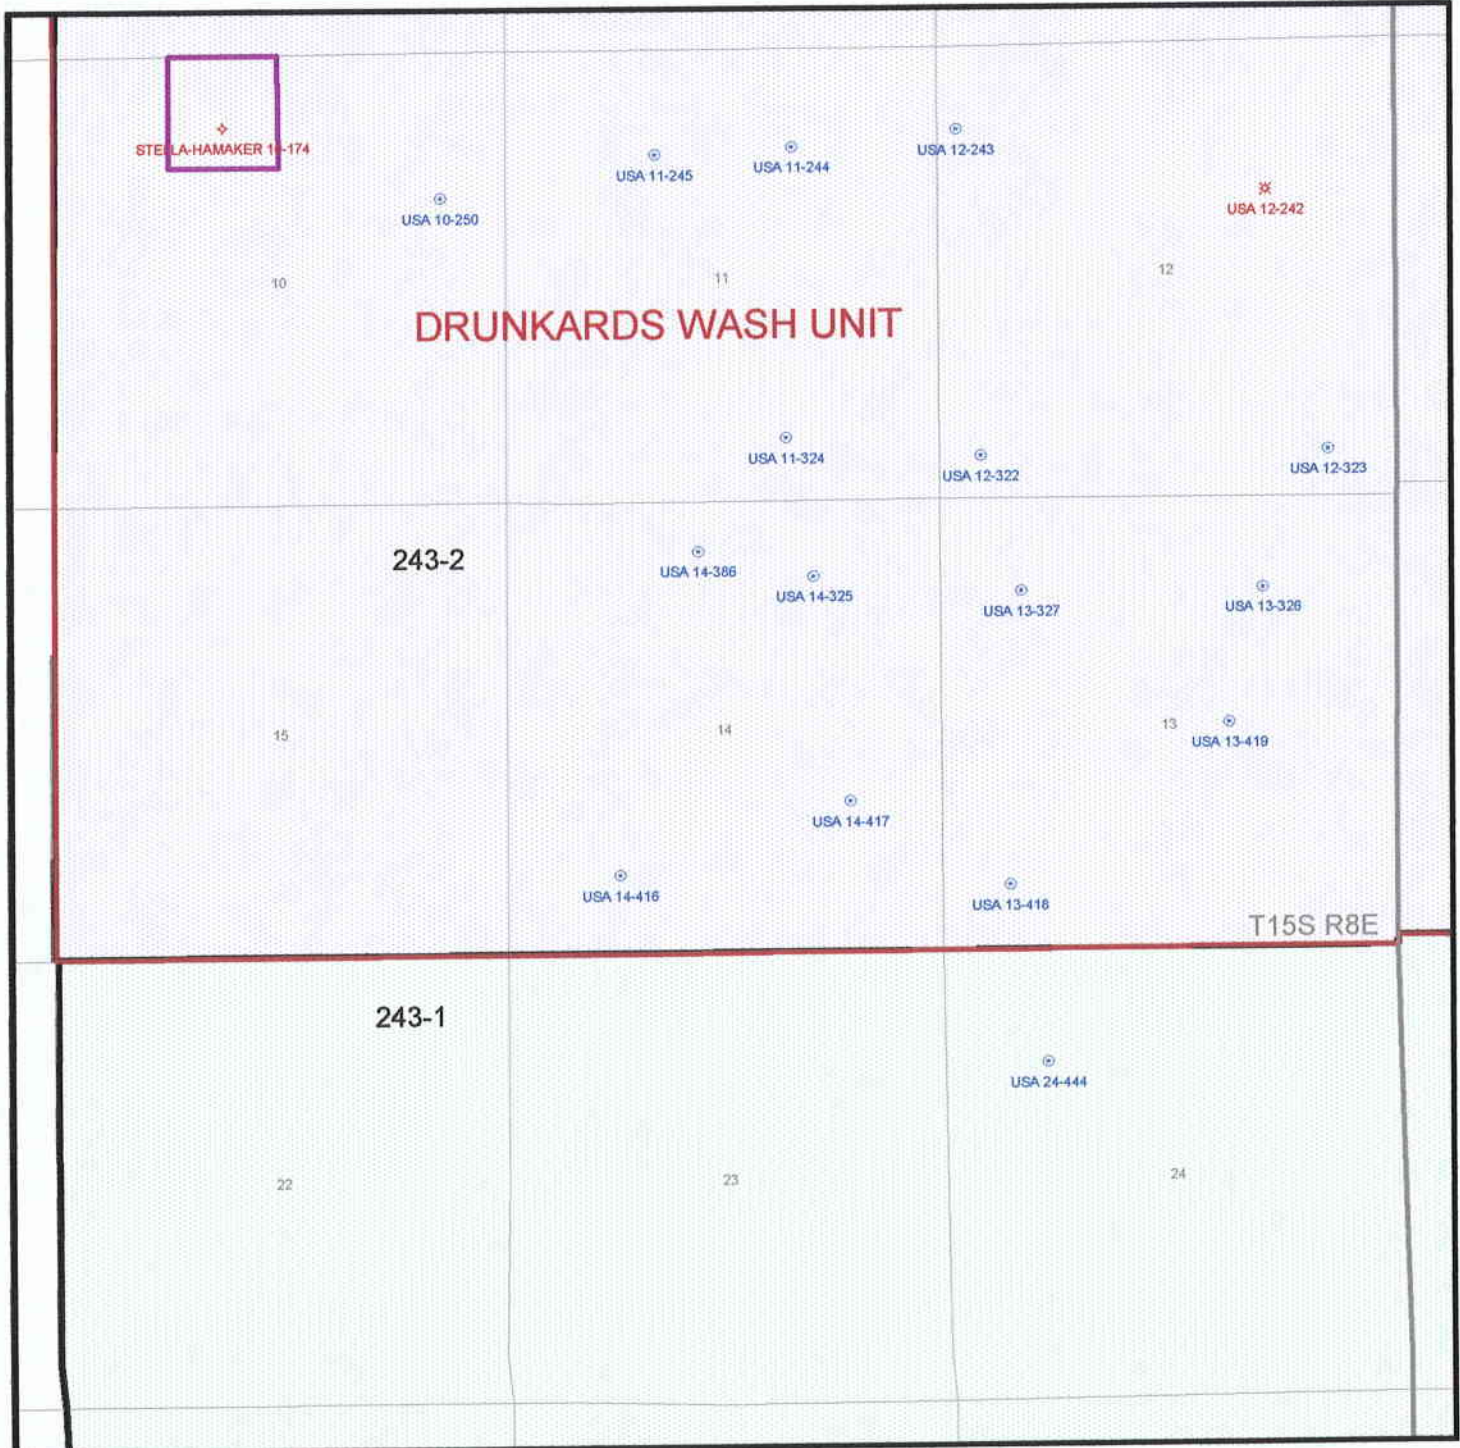 STELLA-HAMAKER 10-174
USA 10-250
USA 11-245
USA 11-244
USA 12-243
USA 12-242
10
11
12
DRUNKARDS WASH UNIT
USA 11-324
USA 12-322
USA 12-323
243-2
USA 14-386
USA 14-325
USA 13-327
USA 13-326
15
14
13
USA 13-419
USA 14-417
USA 14-416
USA 13-418
T15S R8E
243-1
USA 24-444
22
23
24